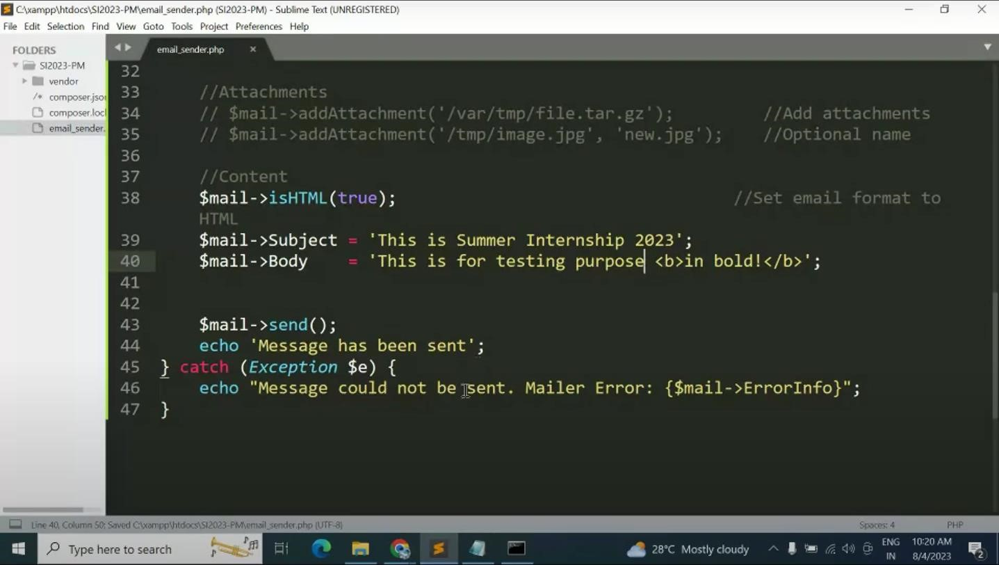 C:\xampp\htdocs\SI2023-PM\email_sender.php (SI2023-PM) - Sublime Text (UNREGISTERED)
File Edit Selection Find View Goto Tools Project Preferences Help
FOLDERS
SI2023-PM
vendor
/* composer.json
composer.lock
email_sender.
email_sender.php
32
33 //Attachments
34 // $mail->addAttachment('/var/tmp/file.tar.gz'); //Add attachments
35 // $mail->addAttachment('/tmp/image.jpg', 'new.jpg'); //Optional name
36
37 //Content
38 $mail->isHTML(true); //Set email format to
HTML
39 $mail->Subject = 'This is Summer Internship 2023';
40 $mail->Body = 'This is for testing purpose <b>in bold!</b>';
41
42
43 $mail->send();
44 echo 'Message has been sent';
45 } catch (Exception $e) {
46 echo "Message could not be sent. Mailer Error: {$mail->ErrorInfo}";
47 }
Line 40, Column 50; Saved C:\xampp\htdocs\SI2023-PM\email_sender.php (UTF-8)
Spaces: 4
PHP
Type here to search
28°C Mostly cloudy
ENG
IN
10:20 AM
8/4/2023
2